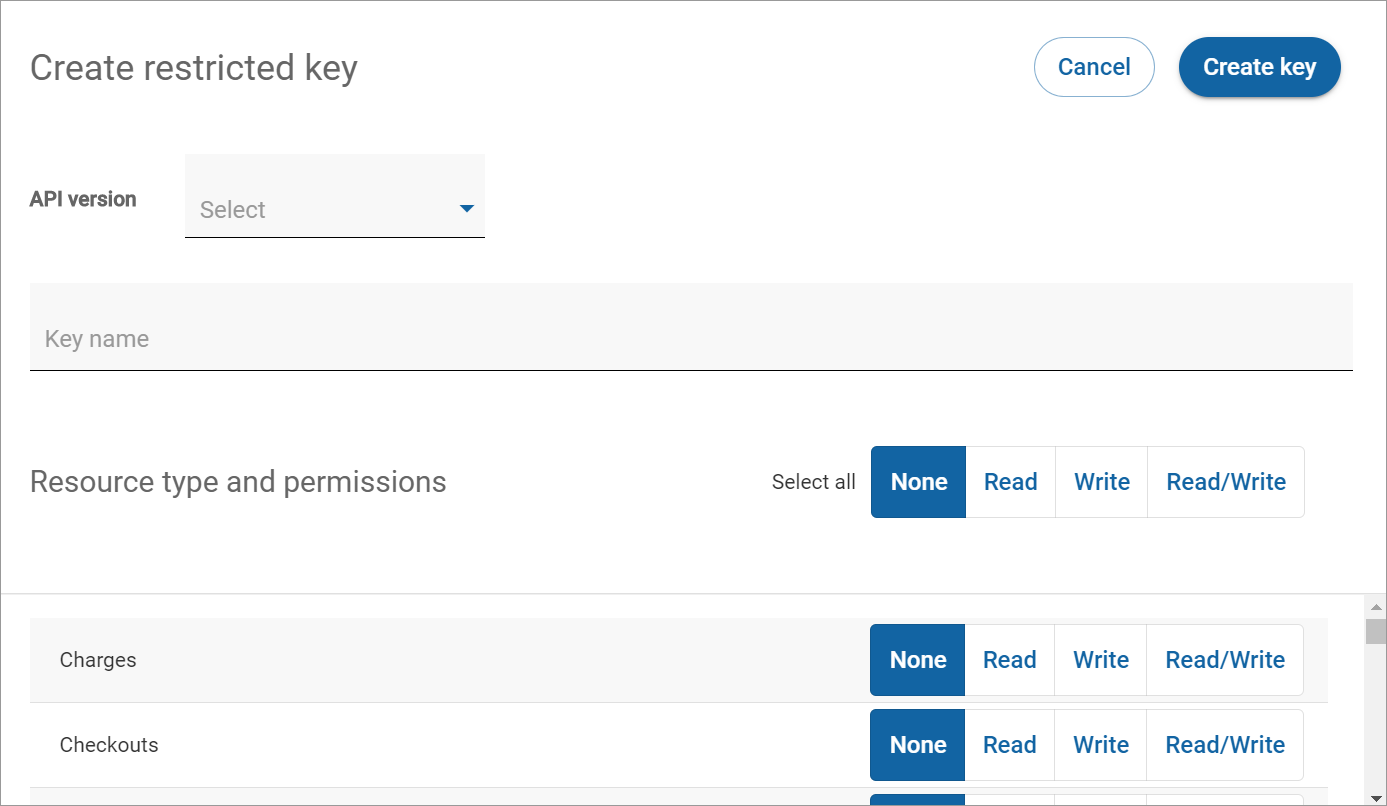 Create restricted key
Cancel
Create key
API version
Select
Key name
Resource type and permissions
Select all
None
Read
Write
Read/Write
Charges
None
Read
Write
Read/Write
Checkouts
None
Read
Write
Read/Write